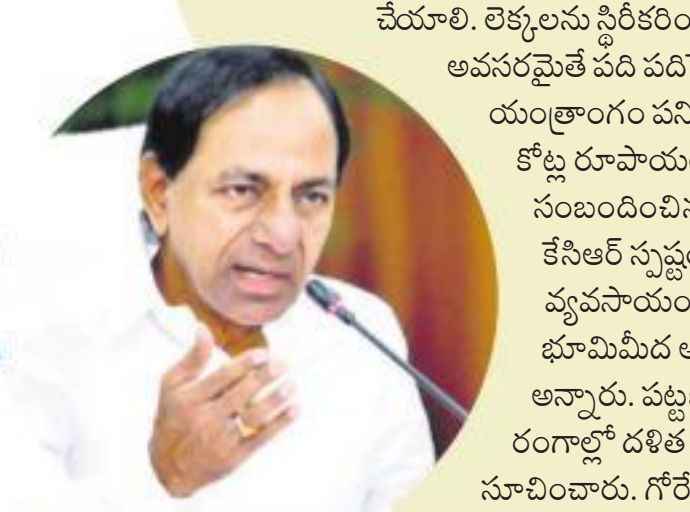 చేయాలి. లెక్కలను స్థిరీకరిం
అవసరమైతే పది పది
యంత్రాంగం పని
కోట్ల రూపాయ
సంబందించిన
కేసిఆర్ స్పష్ట
వ్యవసాయం
భూమిమీద
అన్నారు. పట్ట
రంగాల్లో దళిత
సూచించారు. గోరే